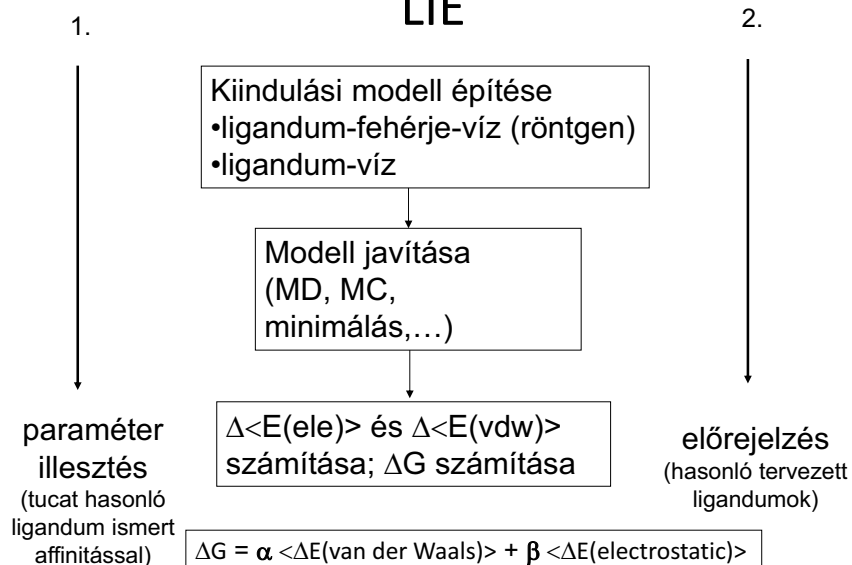 LIE
1.
2.
Kiindulási modell építése
•ligandum-fehérje-víz (röntgen)
•ligandum-víz
Modell javítása
(MD, MC,
minimálás,…)
Δ<E(ele)> és Δ<E(vdw)>
számítása; ΔG számítása
paraméter
illesztés
(tucat hasonló
ligandum ismert
affinitással)
előrejelzés
(hasonló tervezett
ligandumok)
ΔG = α <ΔE(van der Waals)> + β <ΔE(electrostatic)>